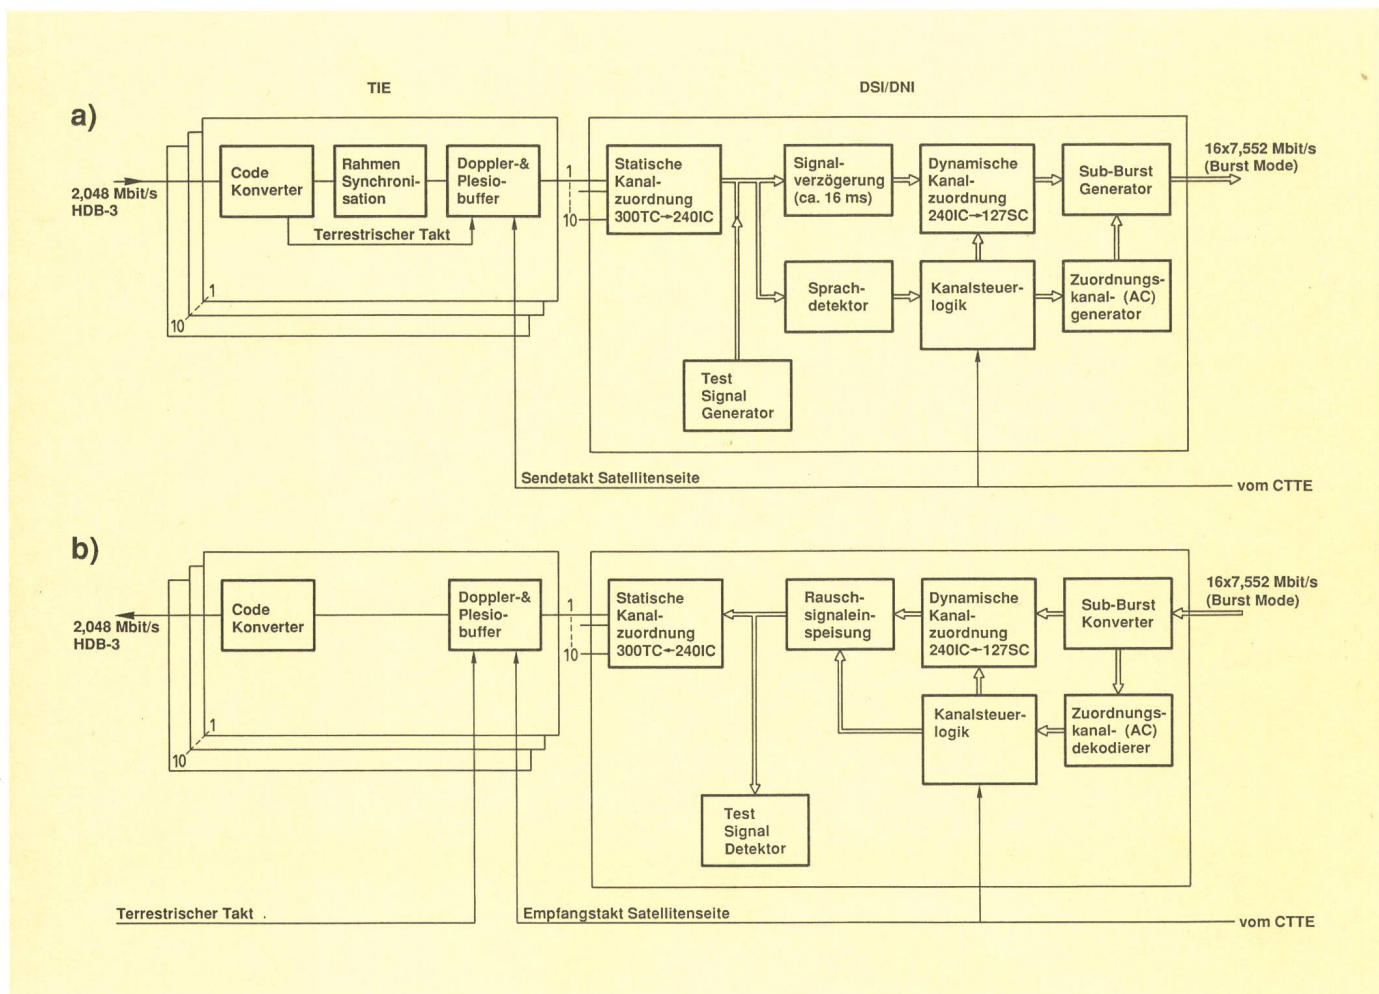 TIE
DSI/DNI
a)
2,048 Mbit/s
HDB-3
Code
Konverter
Rahmen
Synchroni-
sation
Doppler-&
Plesio-
buffer
Terrestrischer Takt
1
10
1
10
Statische
Kanal-
zuordnung
300TC→240IC
Signal-
verzögerung
(ca. 16 ms)
Dynamische
Kanal-
zuordnung
240IC→127SC
Sub-Burst
Generator
16x7,552 Mbit/s
(Burst Mode)
Sprach-
detektor
Kanalsteuer-
logik
Zuordnungs-
kanal- (AC)
generator
Test
Signal
Generator
Sendetakt Satellitenseite
vom CTTE
b)
2,048 Mbit/s
HDB-3
Code
Konverter
Doppler-&
Plesio-
buffer
1
10
1
10
Statische
Kanal-
zuordnung
300TC←240IC
Rausch-
signalein-
speisung
Dynamische
Kanal-
zuordnung
240IC←127SC
Sub-Burst
Konverter
16x7,552 Mbit/s
(Burst Mode)
Kanalsteuer-
logik
Zuordnungs-
kanal- (AC)
dekodierer
Test
Signal
Detektor
Terrestrischer Takt
Empfangstakt Satellitenseite
vom CTTE